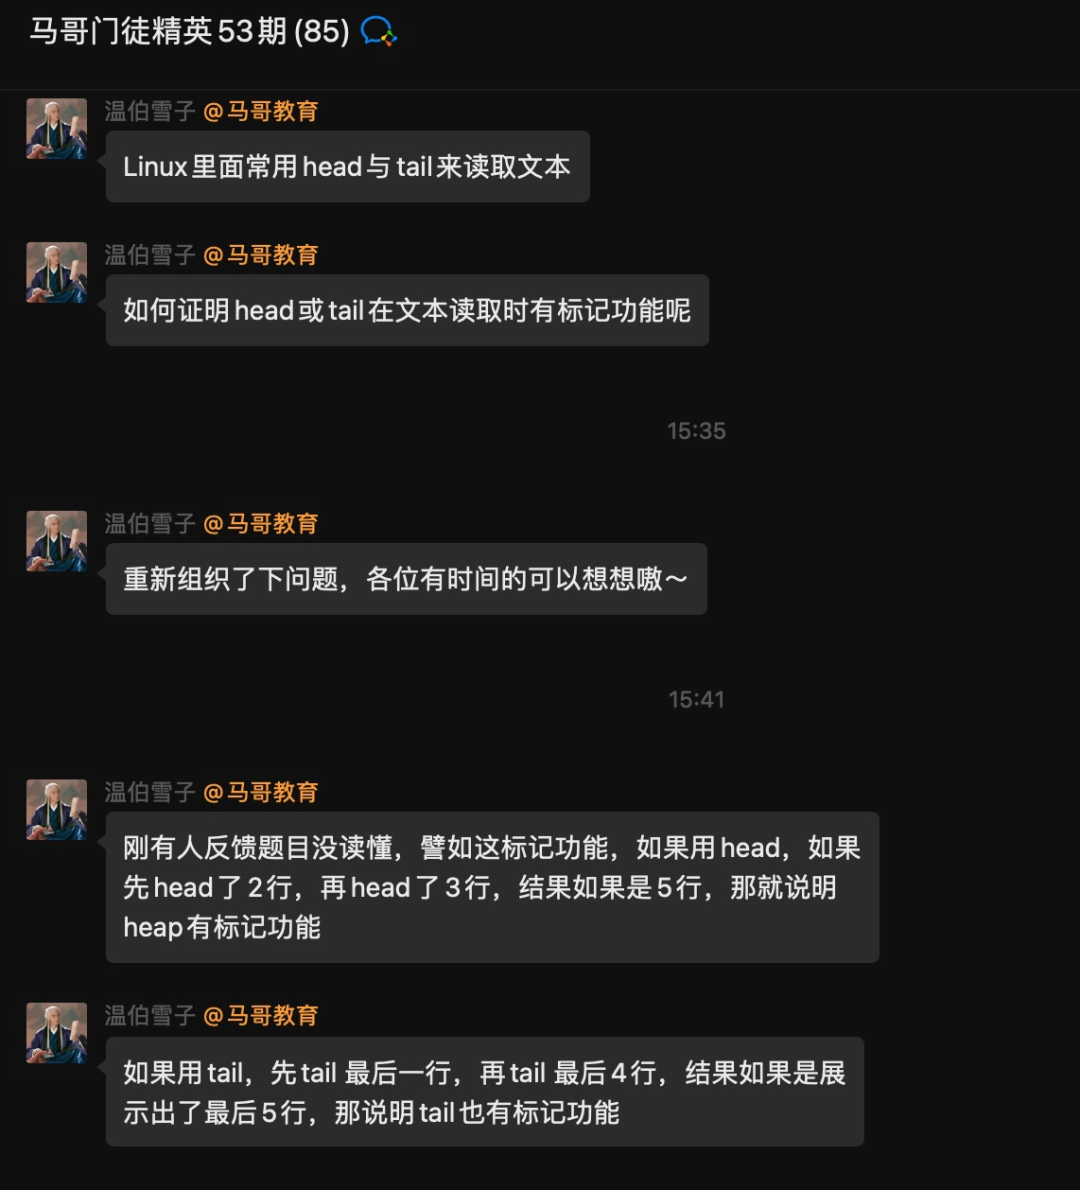 马哥门徒精英53期(85)
温伯雪子 @马哥教育
Linux里面常用head与tail来读取文本
温伯雪子 @马哥教育
如何证明head或tail在文本读取时有标记功能呢
15:35
温伯雪子 @马哥教育
重新组织了下问题，各位有时间的可以想想嗷～
15:41
温伯雪子 @马哥教育
刚有人反馈题目没读懂，譬如这标记功能，如果用head，如果
先head了2行，再head了3行，结果如果是5行，那就说明
heap有标记功能
温伯雪子 @马哥教育
如果用tail，先tail 最后一行，再tail 最后4行，结果如果是展
示出了最后5行，那说明tail也有标记功能